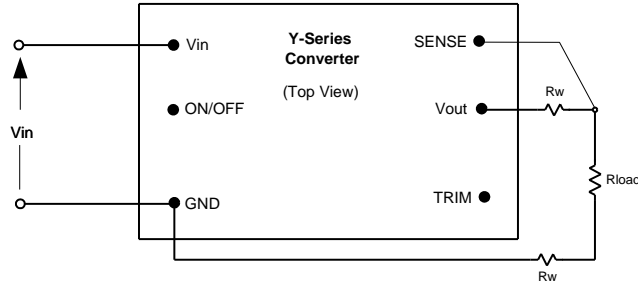 Y-Series
Converter
(Top View)
Vin
SENSE
ON/OFF
Vout
Rw
Vin
Rload
GND
TRIM
Rw